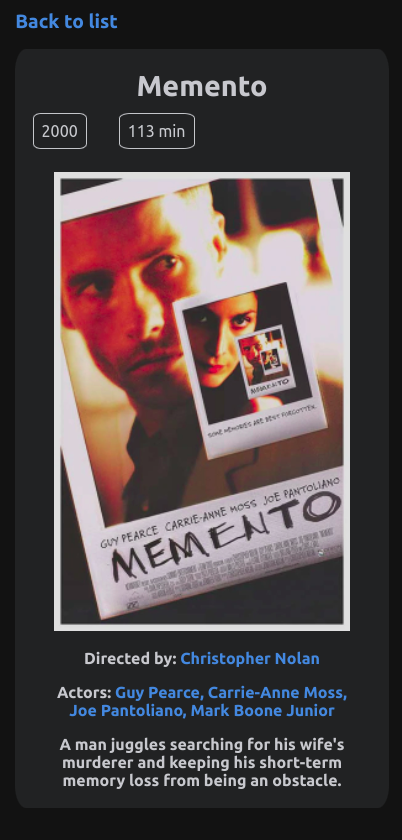 Back to list
Memento
2000
113 min
MEMENTO
SOME MEMORIES ARE BEST FORGOTTEN.
GUY PEARCE CARRIE-ANNE MOSS JOE PANTOLIANO
MEMENTO
Directed by: Christopher Nolan
Actors: Guy Pearce, Carrie-Anne Moss,
Joe Pantoliano, Mark Boone Junior
A man juggles searching for his wife's
murderer and keeping his short-term
memory loss from being an obstacle.